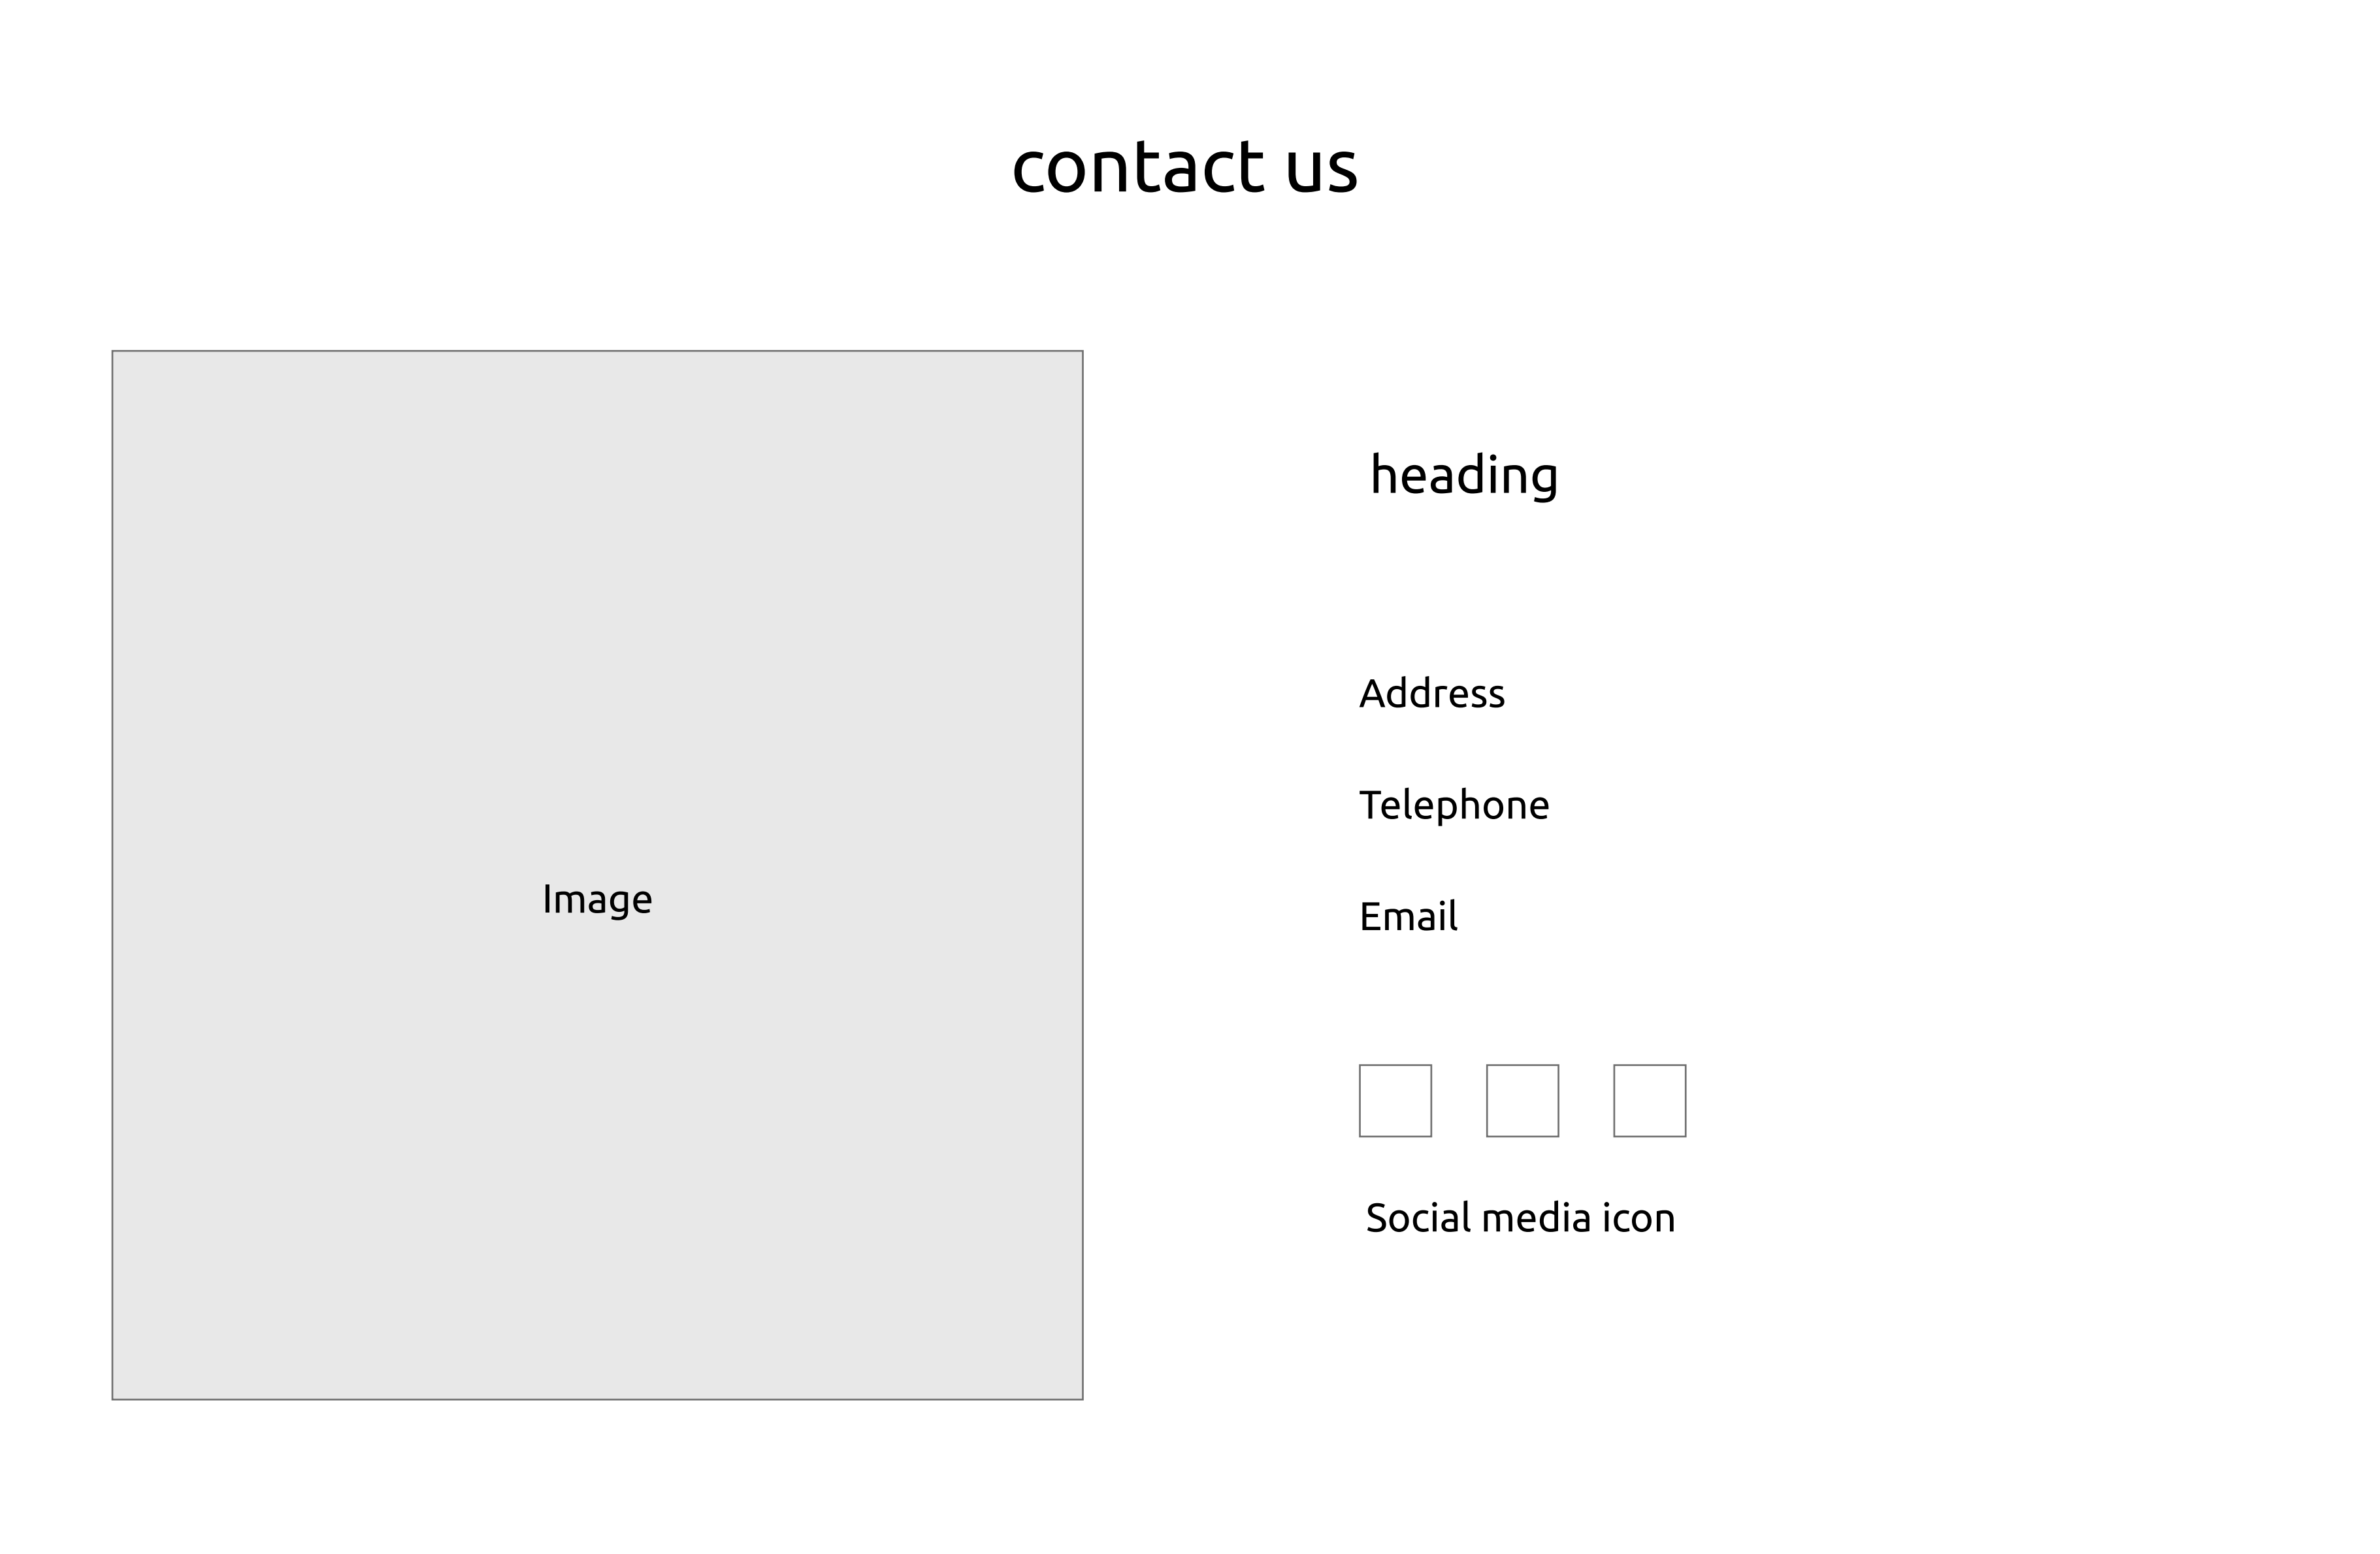 contact us
Image
heading
Address
Telephone
Email
Social media icon